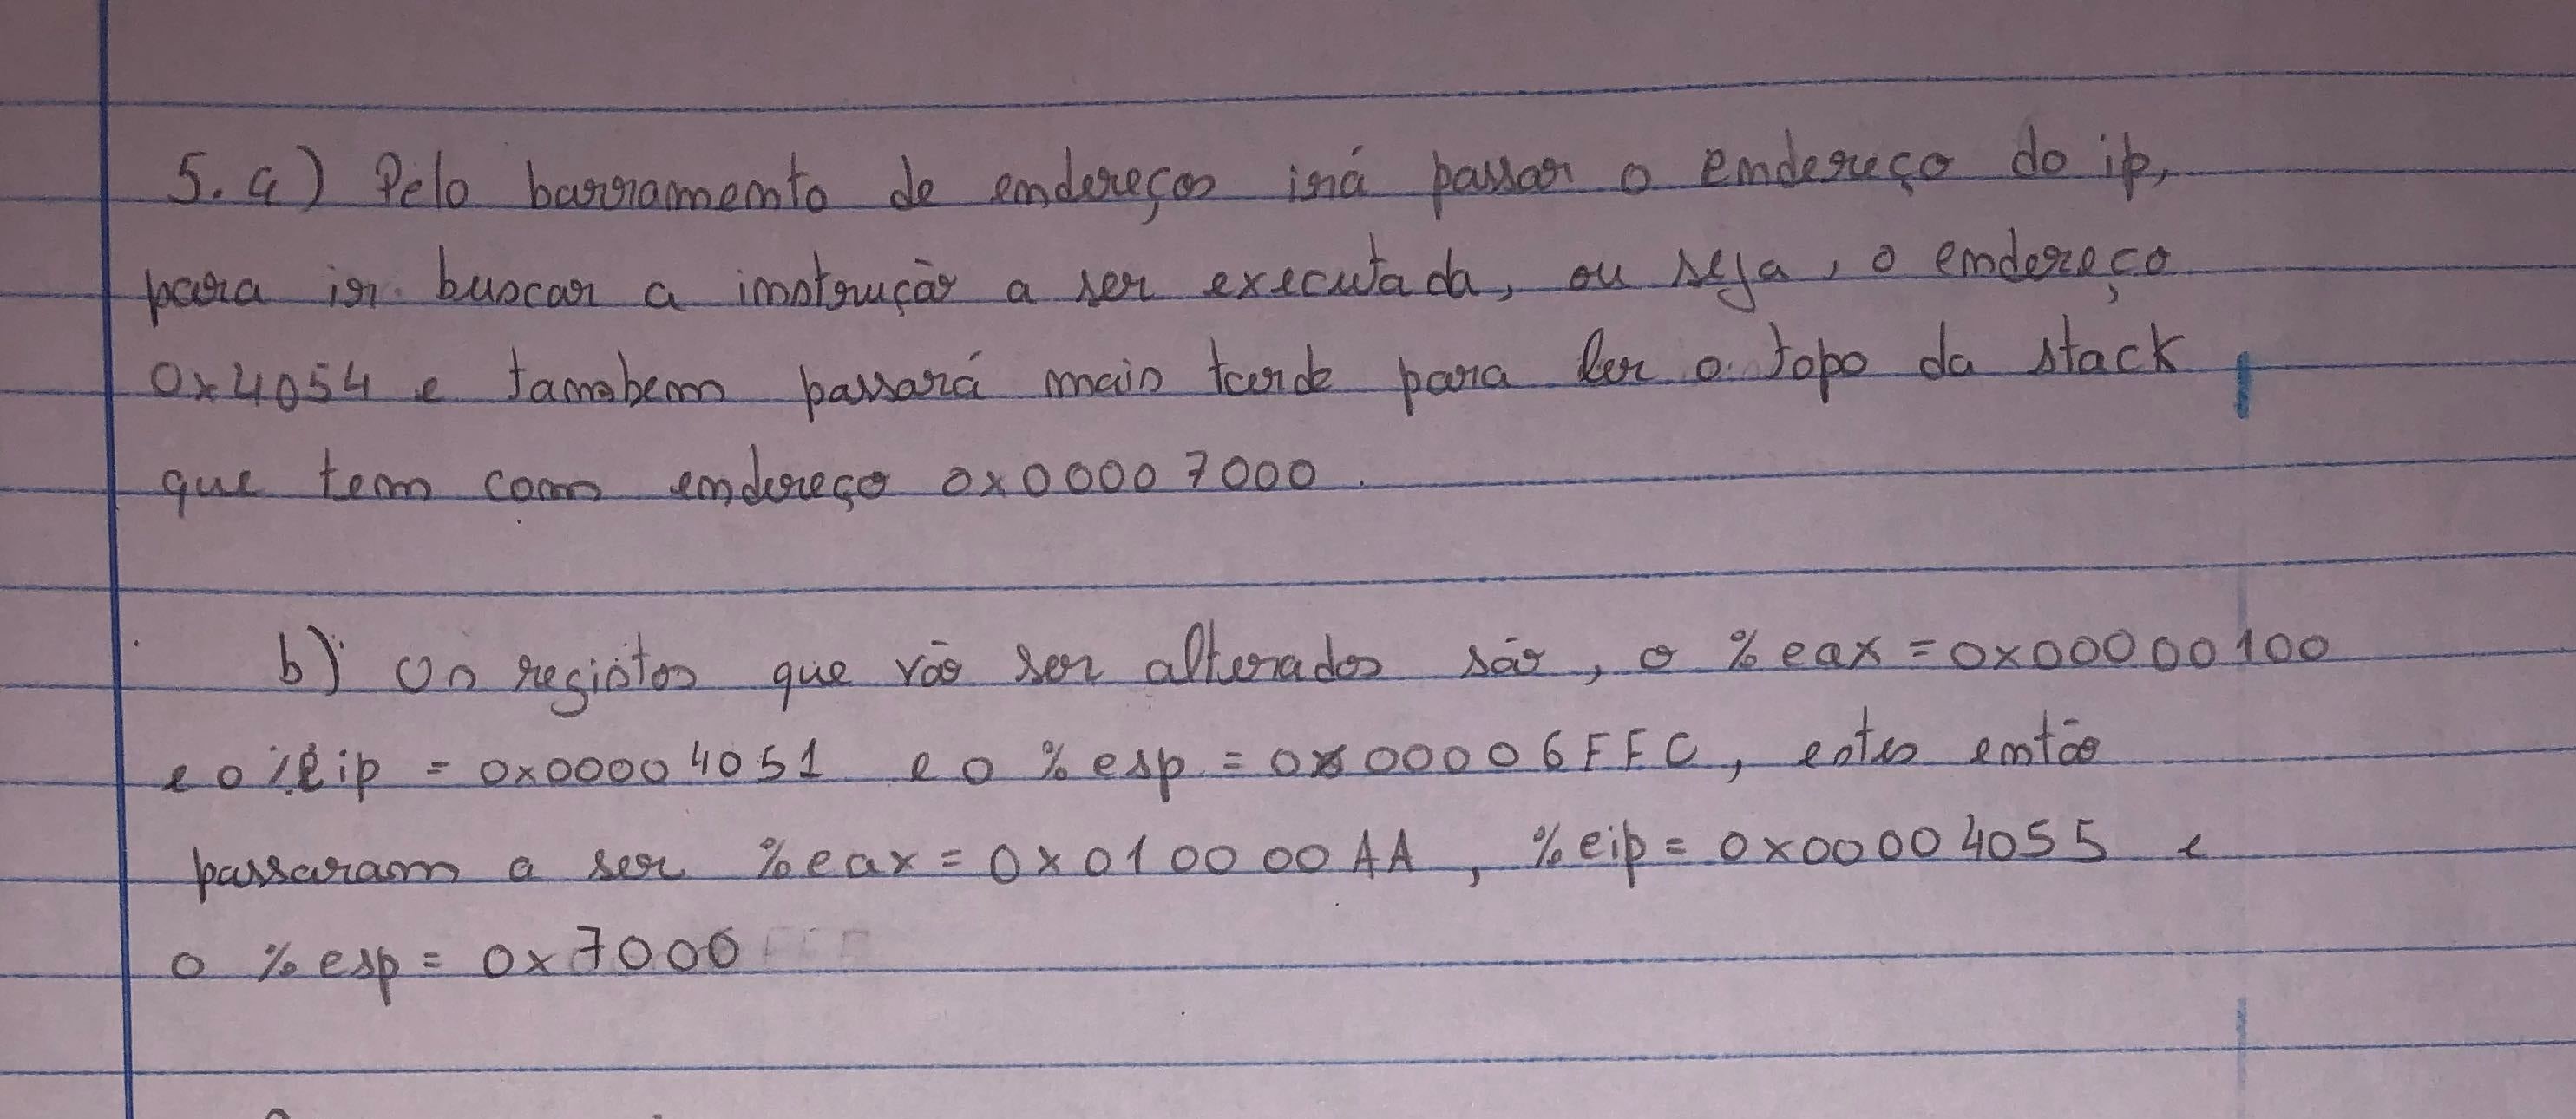 5. a) Pelo barramento de endereços irá passar o endereço do ip,
para ir buscar a instrução a ser executada, ou seja, o endereço
0x4054 e tambem passará mais tarde para ler o topo da stack
que tem com endereço 0x00007000.
b) Os registos que vão ser alterados são, o %eax = 0x00000100
e o %eip = 0x00004051 e o %esp = 0x00006FFC, estes então
passaram a ser %eax = 0x010000AA, %eip = 0x00004055 e
o %esp = 0x7000